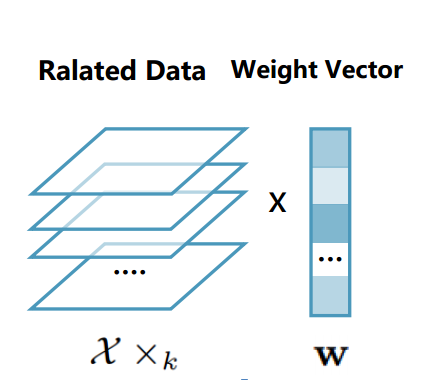 Ralated Data Weight Vector
X
...
....
𝒳 ×ₖ w